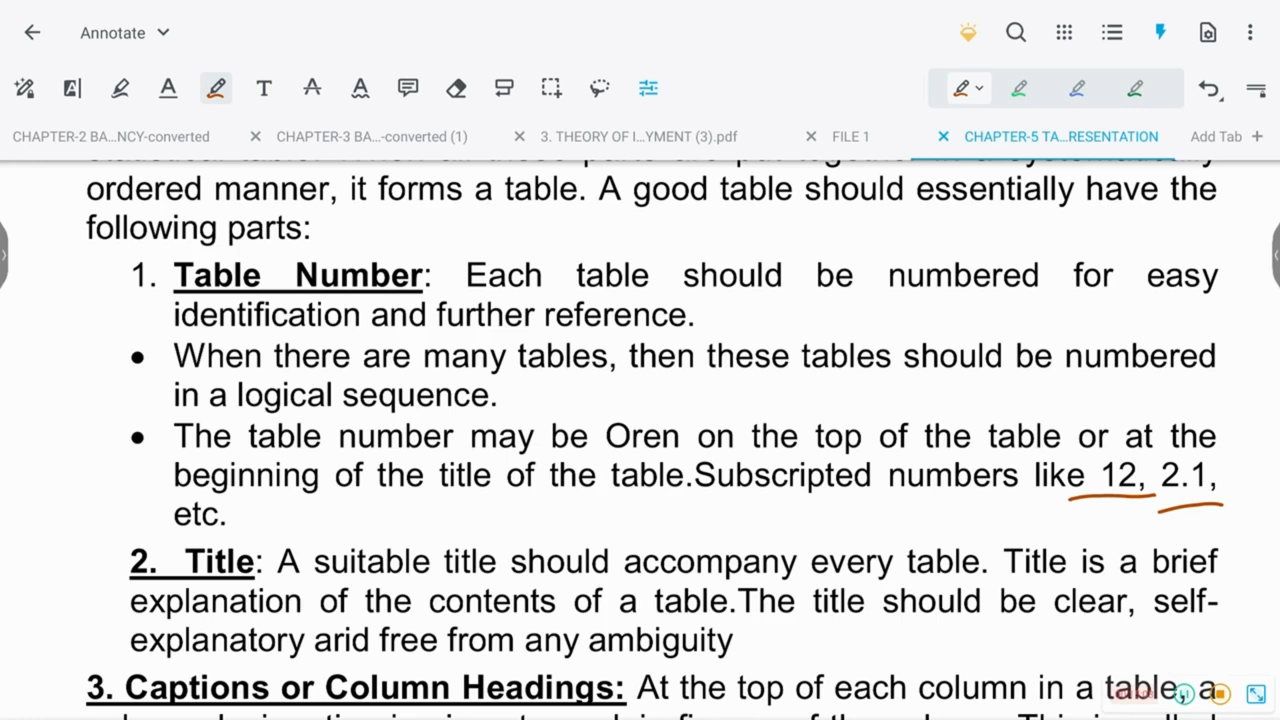 Annotate
CHAPTER-2 BA...NCY-converted
CHAPTER-3 BA...-converted (1)
3. THEORY OF I...YMENT (3).pdf
FILE 1
CHAPTER-5 TA...RESENTATION
Add Tab +
ordered manner, it forms a table. A good table should essentially have the
following parts:
1. Table Number: Each table should be numbered for easy
identification and further reference.
• When there are many tables, then these tables should be numbered
in a logical sequence.
• The table number may be Oren on the top of the table or at the
beginning of the title of the table.Subscripted numbers like 12, 2.1,
etc.
2. Title: A suitable title should accompany every table. Title is a brief
explanation of the contents of a table.The title should be clear, self-
explanatory arid free from any ambiguity
3. Captions or Column Headings: At the top of each column in a table, a